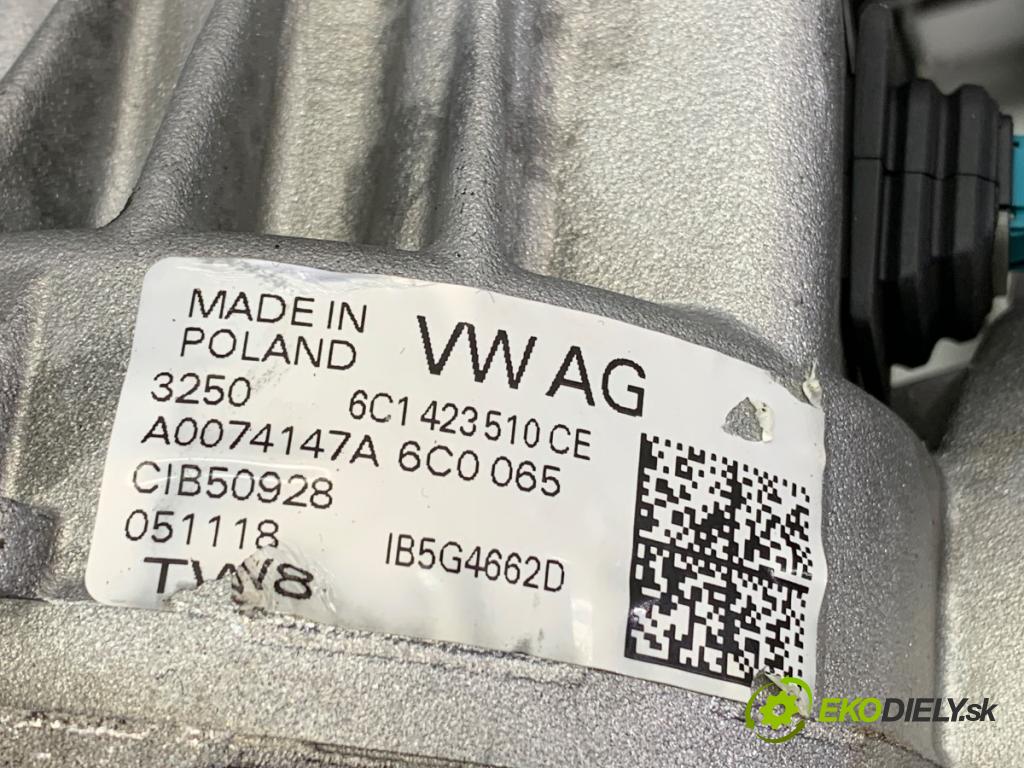 MADE IN
POLAND
VW AG
3250
6C1 423 510 CE
A0074147A 6C0 065
CIB50928
051118
IB5G4662D
TW8
EKODIELY.sk